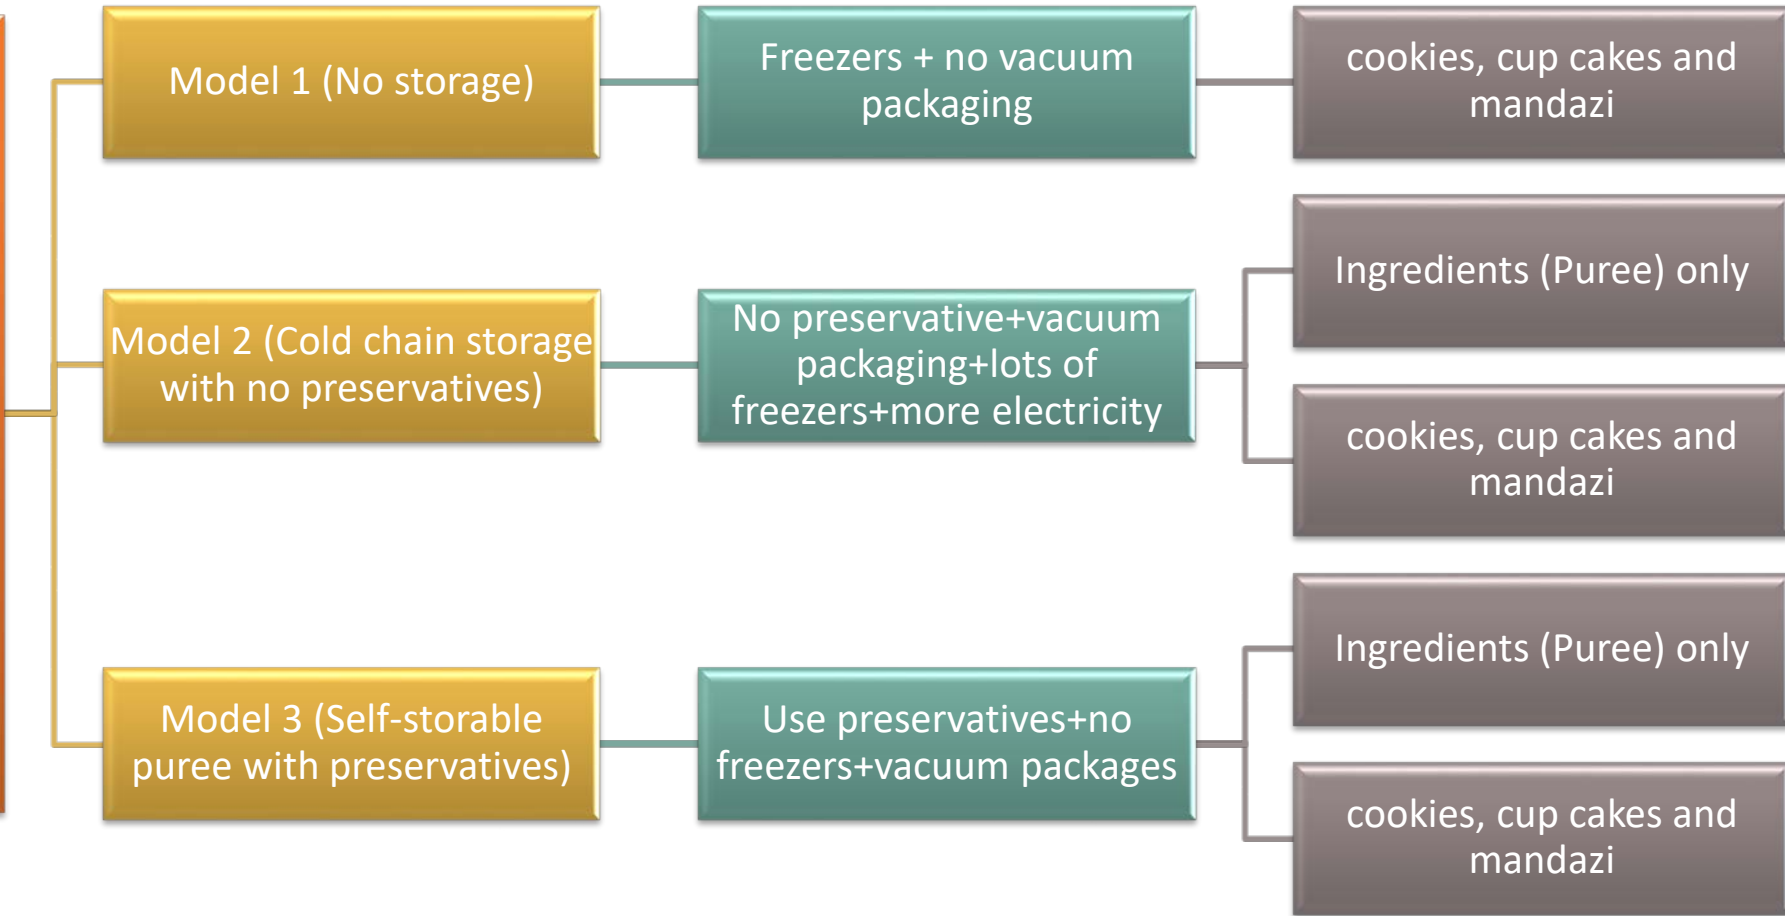 Model 1 (No storage)
Freezers + no vacuum
packaging
cookies, cup cakes and
mandazi
Model 2 (Cold chain storage
with no preservatives)
No preservative+vacuum
packaging+lots of
freezers+more electricity
Ingredients (Puree) only
cookies, cup cakes and
mandazi
Model 3 (Self-storable
puree with preservatives)
Use preservatives+no
freezers+vacuum packages
Ingredients (Puree) only
cookies, cup cakes and
mandazi